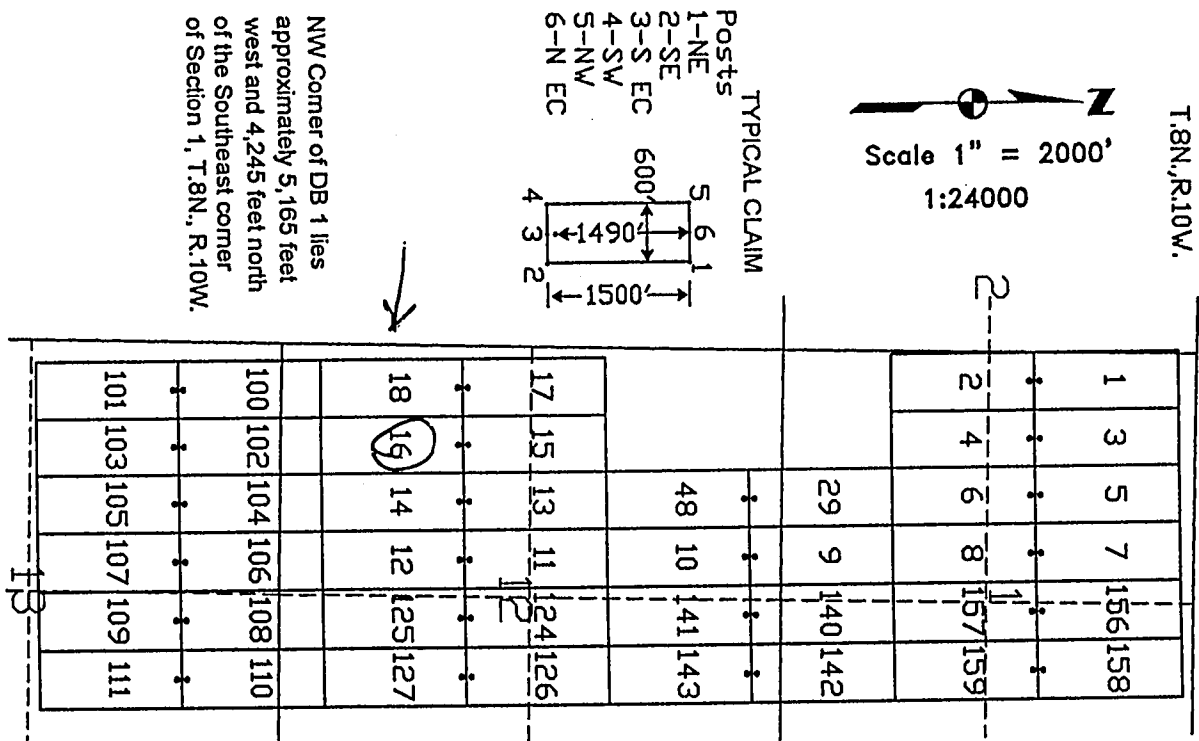 T.8N.,R.10W.
Z
Scale 1" = 2000'
1:24000
TYPICAL CLAIM
Posts
1-NE
2-SE
3-S EC
4-SW
5-NW
6-N EC
5 6 1
600'
1490'
1500'
4 3 2
NW Corner of DB 1 lies
approximately 5,165 feet
west and 4,245 feet north
of the Southeast corner
of Section 1, T.8N., R.10W.
2
1 3 5 7 156 158
2 4 6 8 157 159
1
29 9 140 142
48 10 141 143
17 15 13 11 124 126
12
18 16 14 12 125 127
100 102 104 106 108 110
101 103 105 107 109 111
13